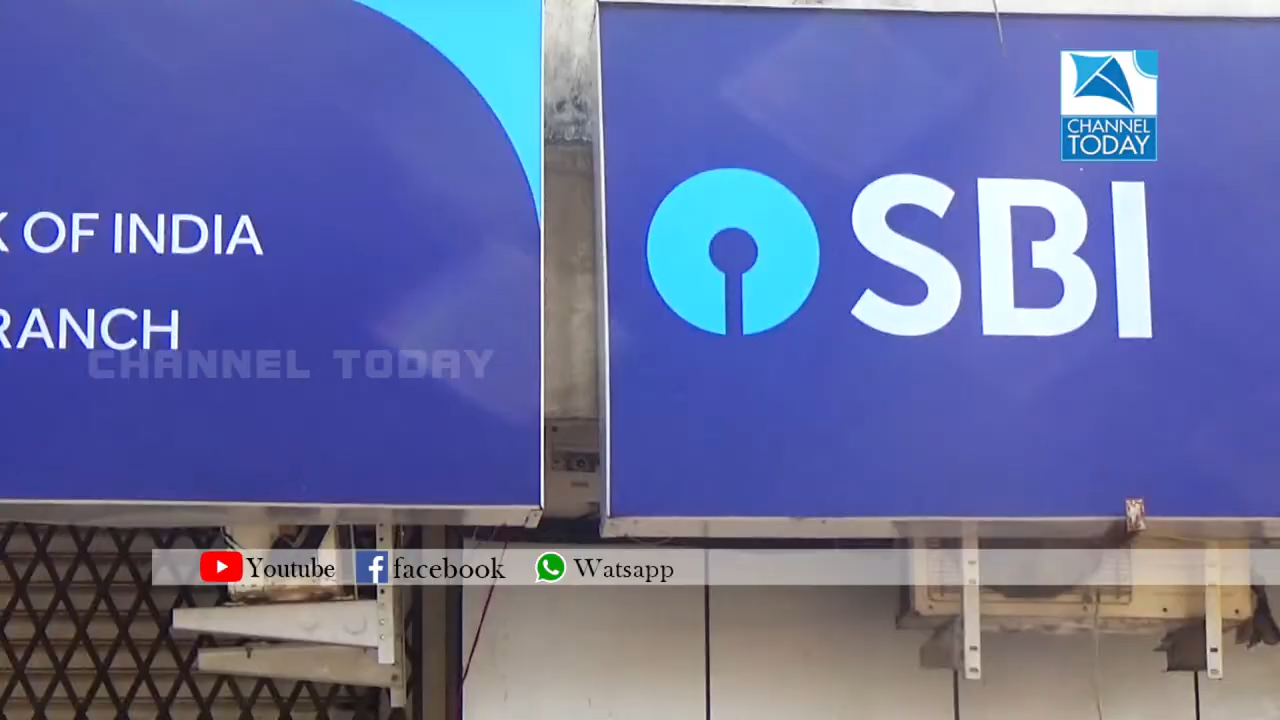 K OF INDIA
RANCH
SBI
CHANNEL
TODAY
CHANNEL TODAY
Youtube facebook Watsapp